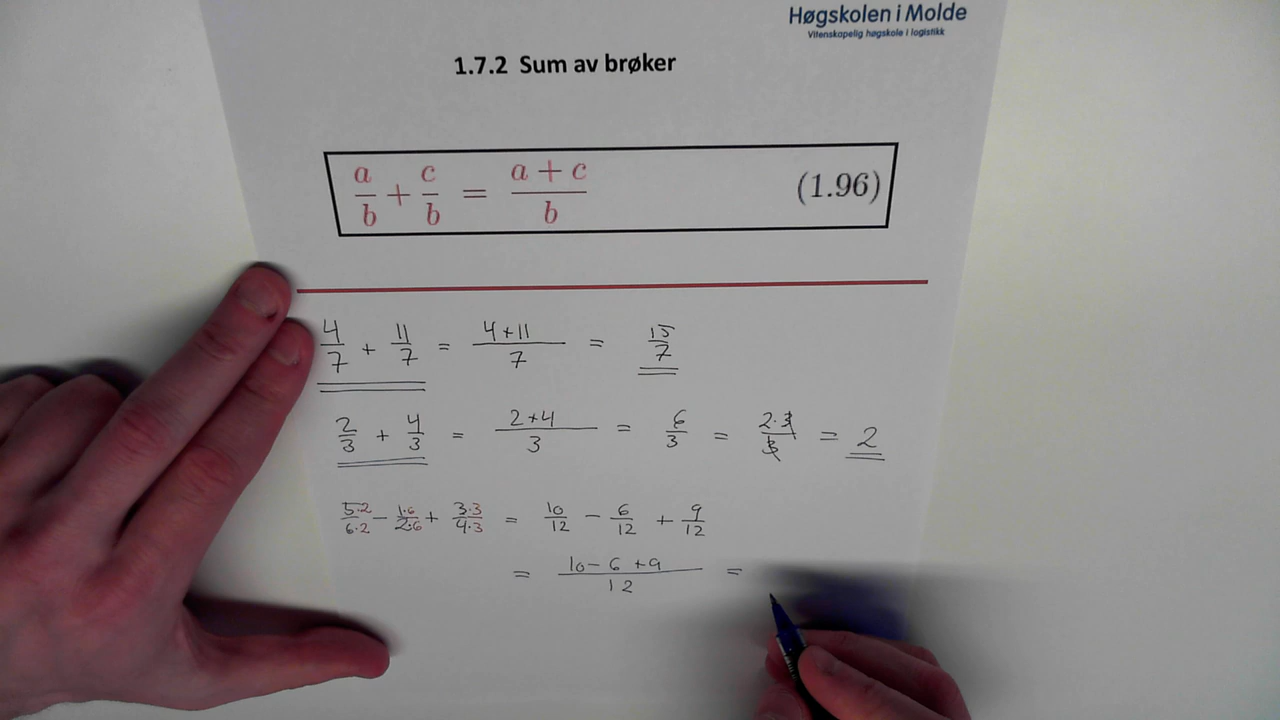 Høgskolen i Molde
Vitenskapelig høgskole i logistikk
1.7.2 Sum av brøker
a/b + c/b = a + c/b (1.96)
4/7 + 11/7 = 4+11/7 = 15/7
2/3 + 4/3 = 2+4/3 = 6/3 = 2·3/3 = 2
5·2/6·2 - 1·6/2·6 + 3·3/4·3 = 10/12 - 6/12 + 9/12
= 10-6+9/12 =